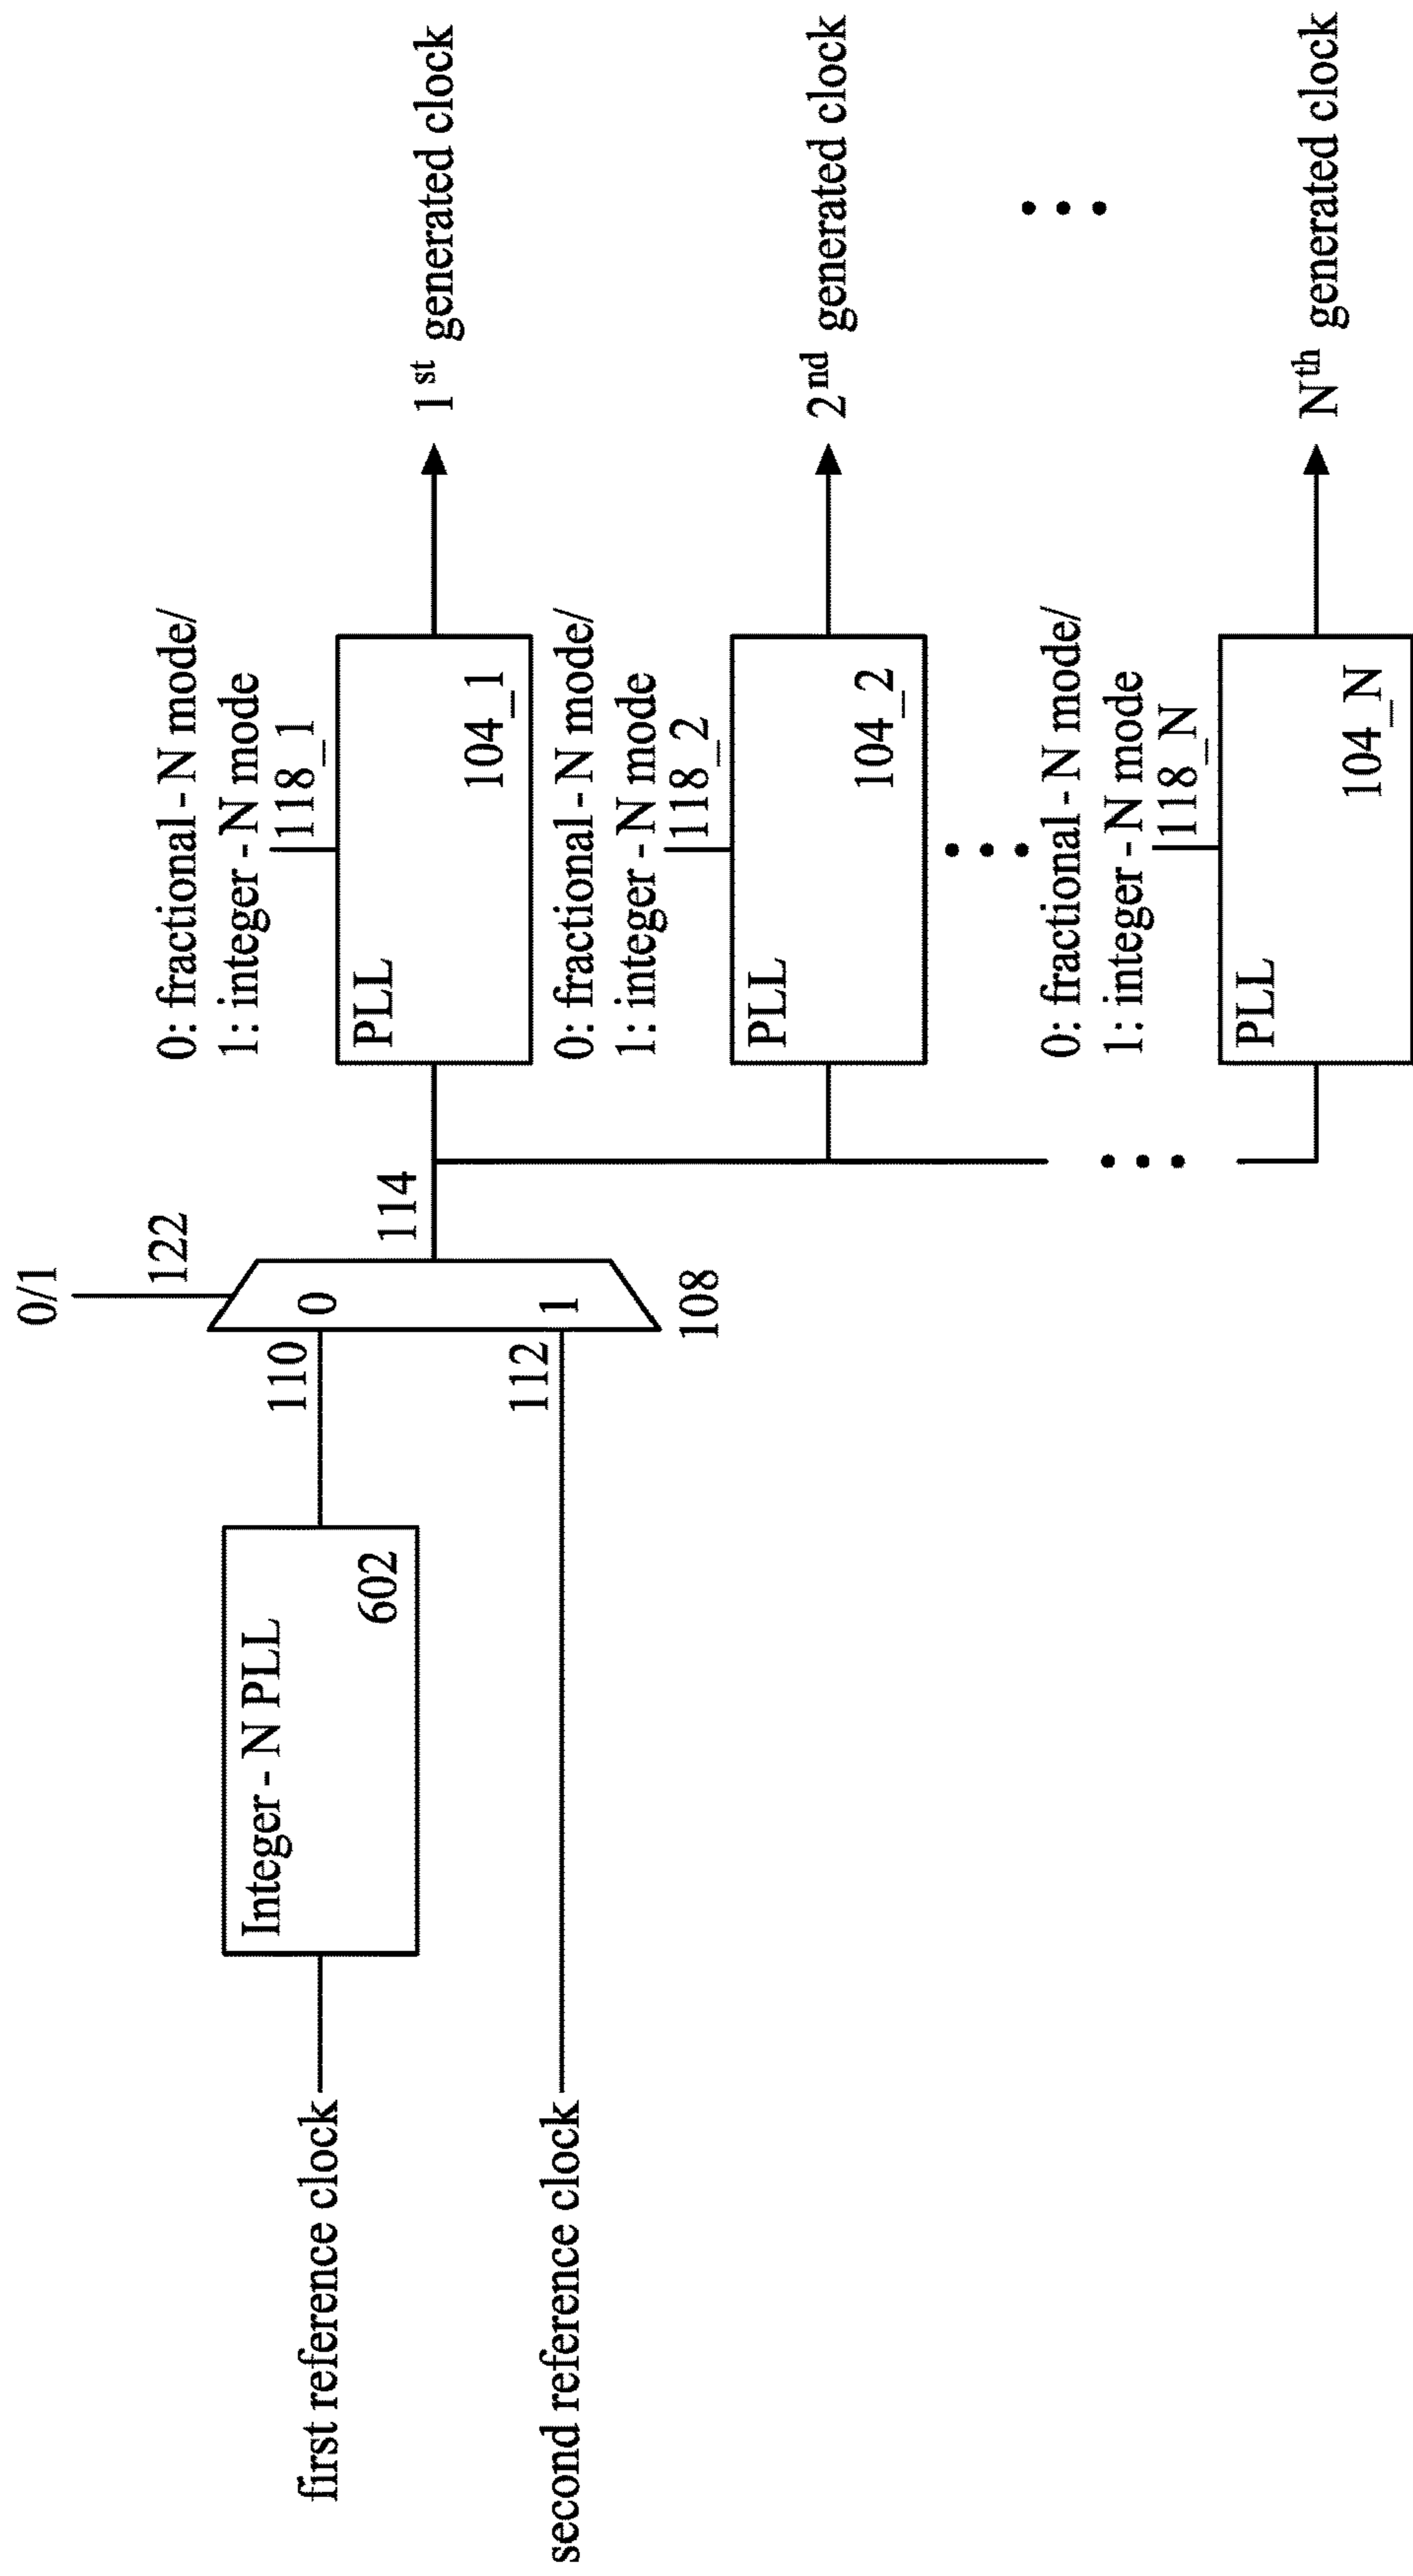 first reference clock
second reference clock
Integer - N PLL
602
110
112
0/1
122
0
1
108
114
0: fractional - N mode/
1: integer - N mode
118_1
PLL
104_1
1st generated clock
0: fractional - N mode/
1: integer - N mode
118_2
PLL
104_2
2nd generated clock
0: fractional - N mode/
1: integer - N mode
118_N
PLL
104_N
Nth generated clock